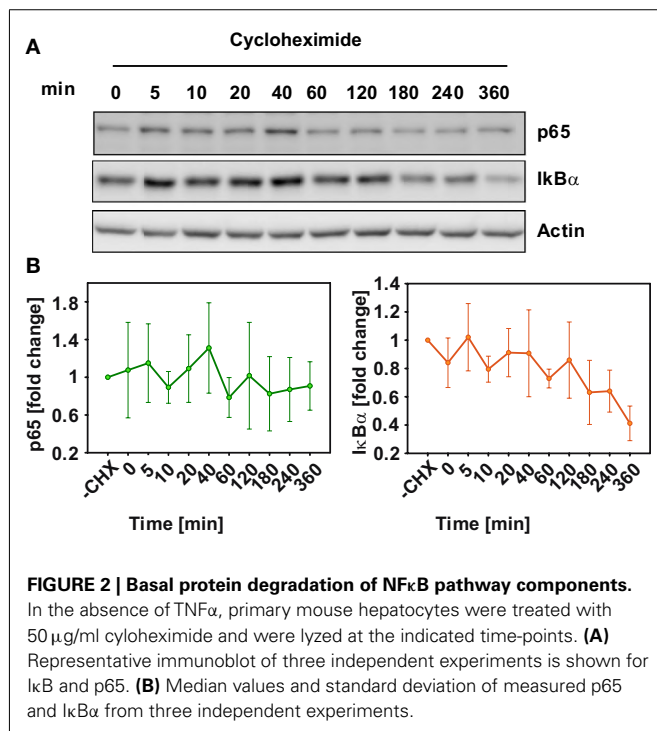 A
Cycloheximide
min 0 5 10 20 40 60 120 180 240 360
p65
IkBα
Actin
B
p65 [fold change]
1.8
1.4
1
0.6
0.2
-CHX 0 5 10 20 40 60 120 180 240 360
Time [min]
IκBα [fold change]
1.4
1.2
1
0.8
0.6
0.4
0.2
-CHX 0 5 10 20 40 60 120 180 240 360
Time [min]
FIGURE 2 | Basal protein degradation of NFκB pathway components.
In the absence of TNFα, primary mouse hepatocytes were treated with
50 μg/ml cyloheximide and were lyzed at the indicated time-points. (A)
Representative immunoblot of three independent experiments is shown for
IκB and p65. (B) Median values and standard deviation of measured p65
and IκBα from three independent experiments.